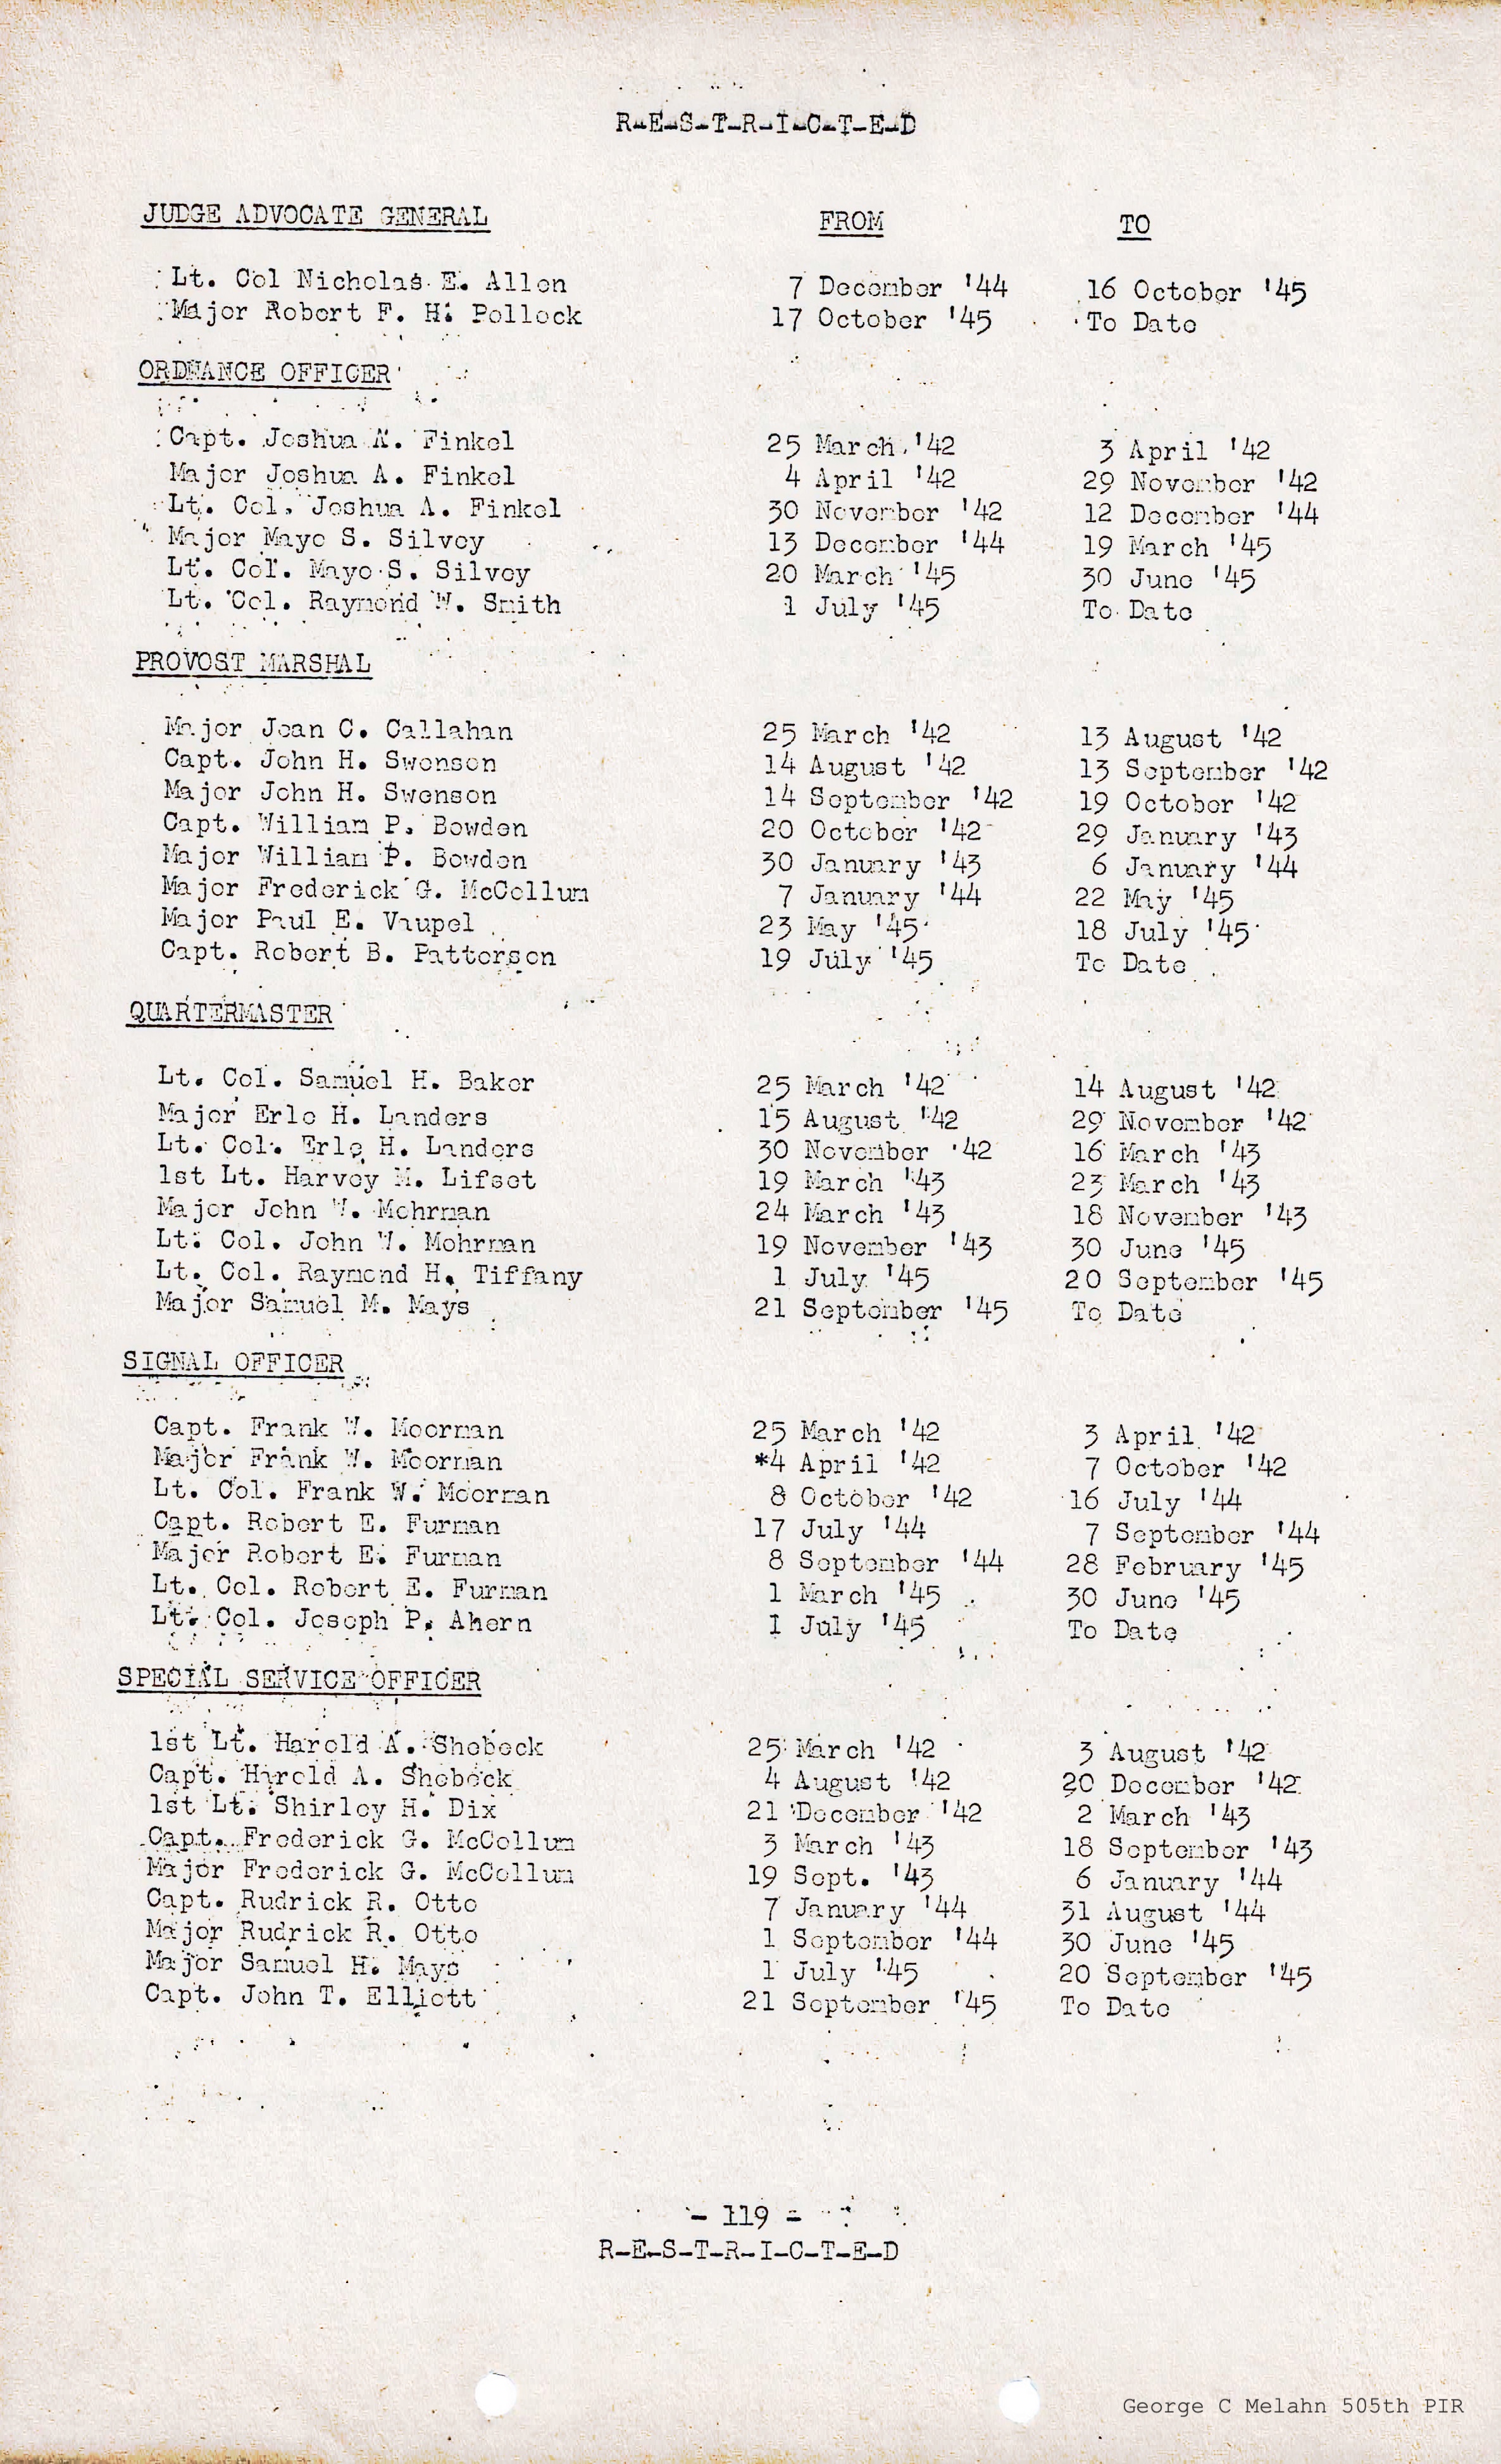 R-E-S-T-R-I-C-T-E-D
JUDGE ADVOCATE GENERAL FROM TO
Lt. Col Nicholas E. Allen 7 December '44 16 October '45
Major Robert F. H. Pollock 17 October '45 To Date
ORDNANCE OFFICER
Capt. Joshua A. Finkel 25 March '42 3 April '42
Major Joshua A. Finkel 4 April '42 29 November '42
Lt. Col. Joshua A. Finkel 30 November '42 12 December '44
Major Mayo S. Silvey 13 December '44 19 March '45
Lt. Col. Mayo S. Silvey 20 March '45 30 June '45
Lt. Col. Raymond W. Smith 1 July '45 To Date
PROVOST MARSHAL
Major Jean C. Callahan 25 March '42 13 August '42
Capt. John H. Swenson 14 August '42 13 September '42
Major John H. Swenson 14 September '42 19 October '42
Capt. William P. Bowden 20 October '42 29 January '43
Major William P. Bowden 30 January '43 6 January '44
Major Frederick G. McCollum 7 January '44 22 May '45
Major Paul E. Vaupel 23 May '45 18 July '45
Capt. Robert B. Patterson 19 July '45 To Date
QUARTERMASTER
Lt. Col. Samuel H. Baker 25 March '42 14 August '42
Major Erle H. Landers 15 August '42 29 November '42
Lt. Col. Erle H. Landers 30 November '42 16 March '43
1st Lt. Harvey M. Lifset 19 March '43 23 March '43
Major John W. Mohrman 24 March '43 18 November '43
Lt. Col. John W. Mohrman 19 November '43 30 June '45
Lt. Col. Raymond H. Tiffany 1 July '45 20 September '45
Major Samuel M. Mays 21 September '45 To Date
SIGNAL OFFICER
Capt. Frank W. Moorman 25 March '42 3 April '42
Major Frank W. Moorman *4 April '42 7 October '42
Lt. Col. Frank W. Moorman 8 October '42 16 July '44
Capt. Robert E. Furman 17 July '44 7 September '44
Major Robert E. Furman 8 September '44 28 February '45
Lt. Col. Robert E. Furman 1 March '45 30 June '45
Lt. Col. Joseph P. Ahern 1 July '45 To Date
SPECIAL SERVICE OFFICER
1st Lt. Harold A. Shebeck 25 March '42 3 August '42
Capt. Harold A. Shebeck 4 August '42 20 December '42
1st Lt. Shirley H. Dix 21 December '42 2 March '43
Capt. Frederick G. McCollum 3 March '43 18 September '43
Major Frederick G. McCollum 19 Sept. '43 6 January '44
Capt. Rudrick R. Otto 7 January '44 31 August '44
Major Rudrick R. Otto 1 September '44 30 June '45
Major Samuel H. Mays 1 July '45 20 September '45
Capt. John T. Elliott 21 September '45 To Date
- 119 -
R-E-S-T-R-I-C-T-E-D
George C Melahn 505th PIR